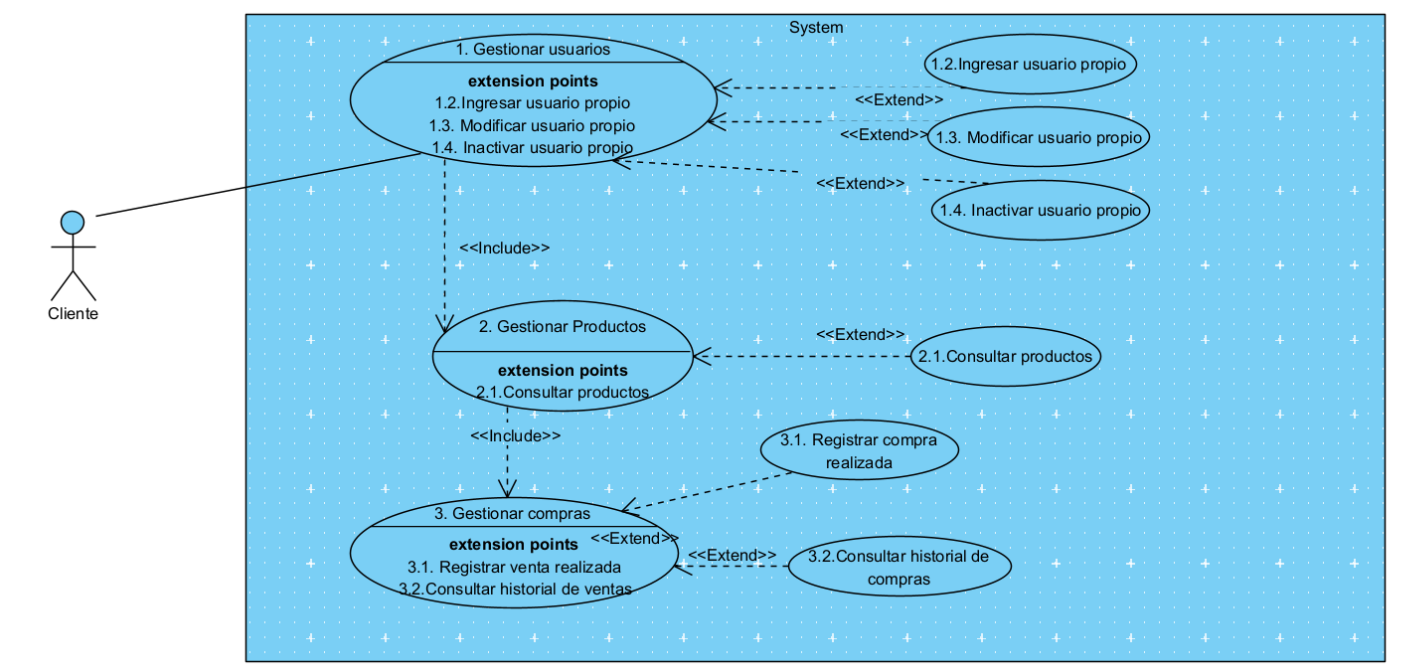 System
1. Gestionar usuarios
extension points
1.2.Ingresar usuario propio
1.3. Modificar usuario propio
1.4. Inactivar usuario propio
1.2.Ingresar usuario propio
<<Extend>>
<<Extend>>
1.3. Modificar usuario propio
<<Extend>>
1.4. Inactivar usuario propio
<<Include>>
Cliente
2. Gestionar Productos
extension points
2.1.Consultar productos
<<Extend>>
2.1.Consultar productos
<<Include>>
3.1. Registrar compra
realizada
3. Gestionar compras
extension points
3.1. Registrar venta realizada
3.2.Consultar historial de ventas
<<Extend>>
<<Extend>>
3.2.Consultar historial de
compras